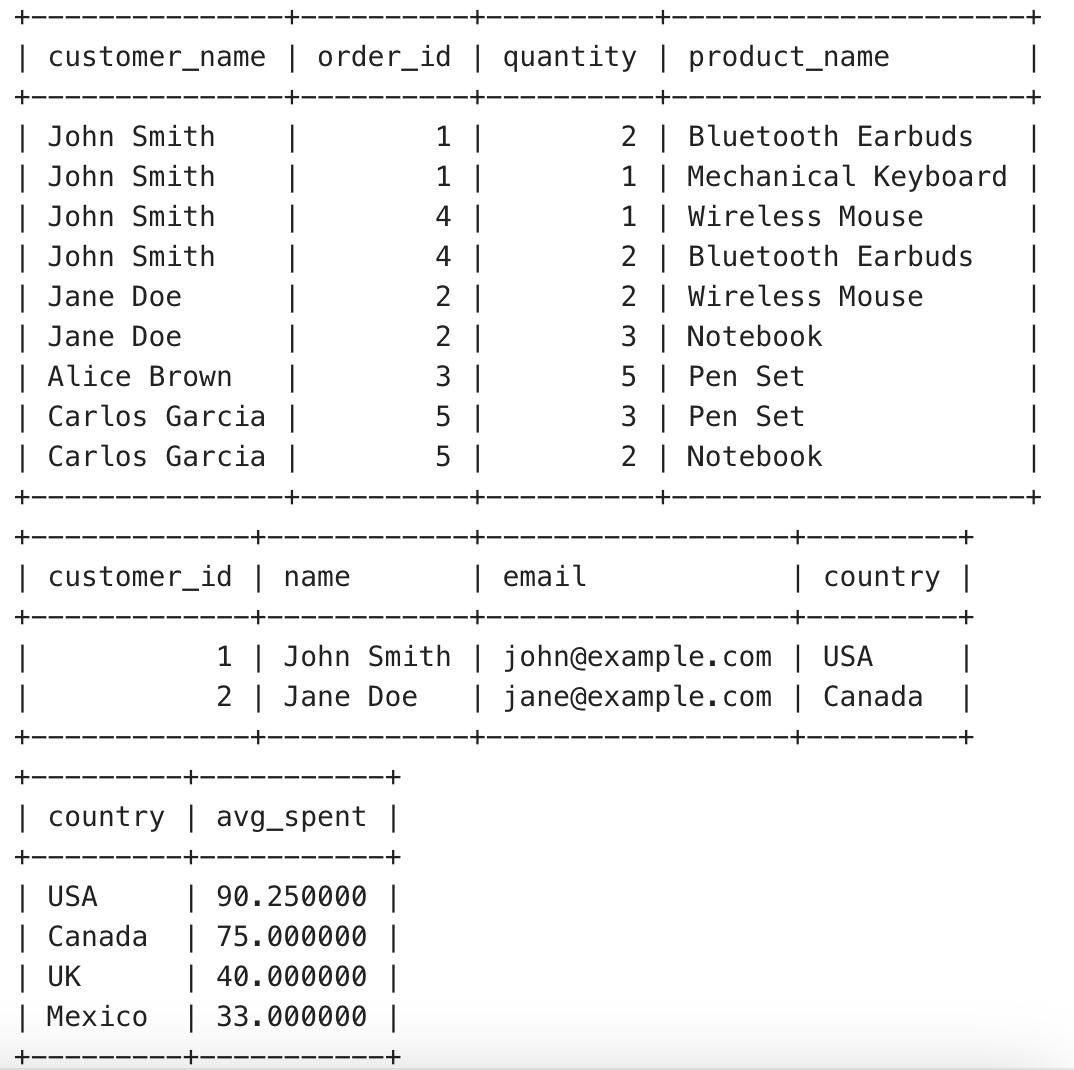 +---------------+----------+----------+---------------------+
| customer_name | order_id | quantity | product_name        |
+---------------+----------+----------+---------------------+
| John Smith    |        1 |        2 | Bluetooth Earbuds   |
| John Smith    |        1 |        1 | Mechanical Keyboard |
| John Smith    |        4 |        1 | Wireless Mouse      |
| John Smith    |        4 |        2 | Bluetooth Earbuds   |
| Jane Doe      |        2 |        2 | Wireless Mouse      |
| Jane Doe      |        2 |        3 | Notebook            |
| Alice Brown   |        3 |        5 | Pen Set             |
| Carlos Garcia |        5 |        3 | Pen Set             |
| Carlos Garcia |        5 |        2 | Notebook            |
+---------------+----------+----------+---------------------+
+-------------+------------+------------------+---------+
| customer_id | name       | email            | country |
+-------------+------------+------------------+---------+
|           1 | John Smith | john@example.com | USA     |
|           2 | Jane Doe   | jane@example.com | Canada  |
+-------------+------------+------------------+---------+
+---------+-----------+
| country | avg_spent |
+---------+-----------+
| USA     | 90.250000 |
| Canada  | 75.000000 |
| UK      | 40.000000 |
| Mexico  | 33.000000 |
+---------+-----------+